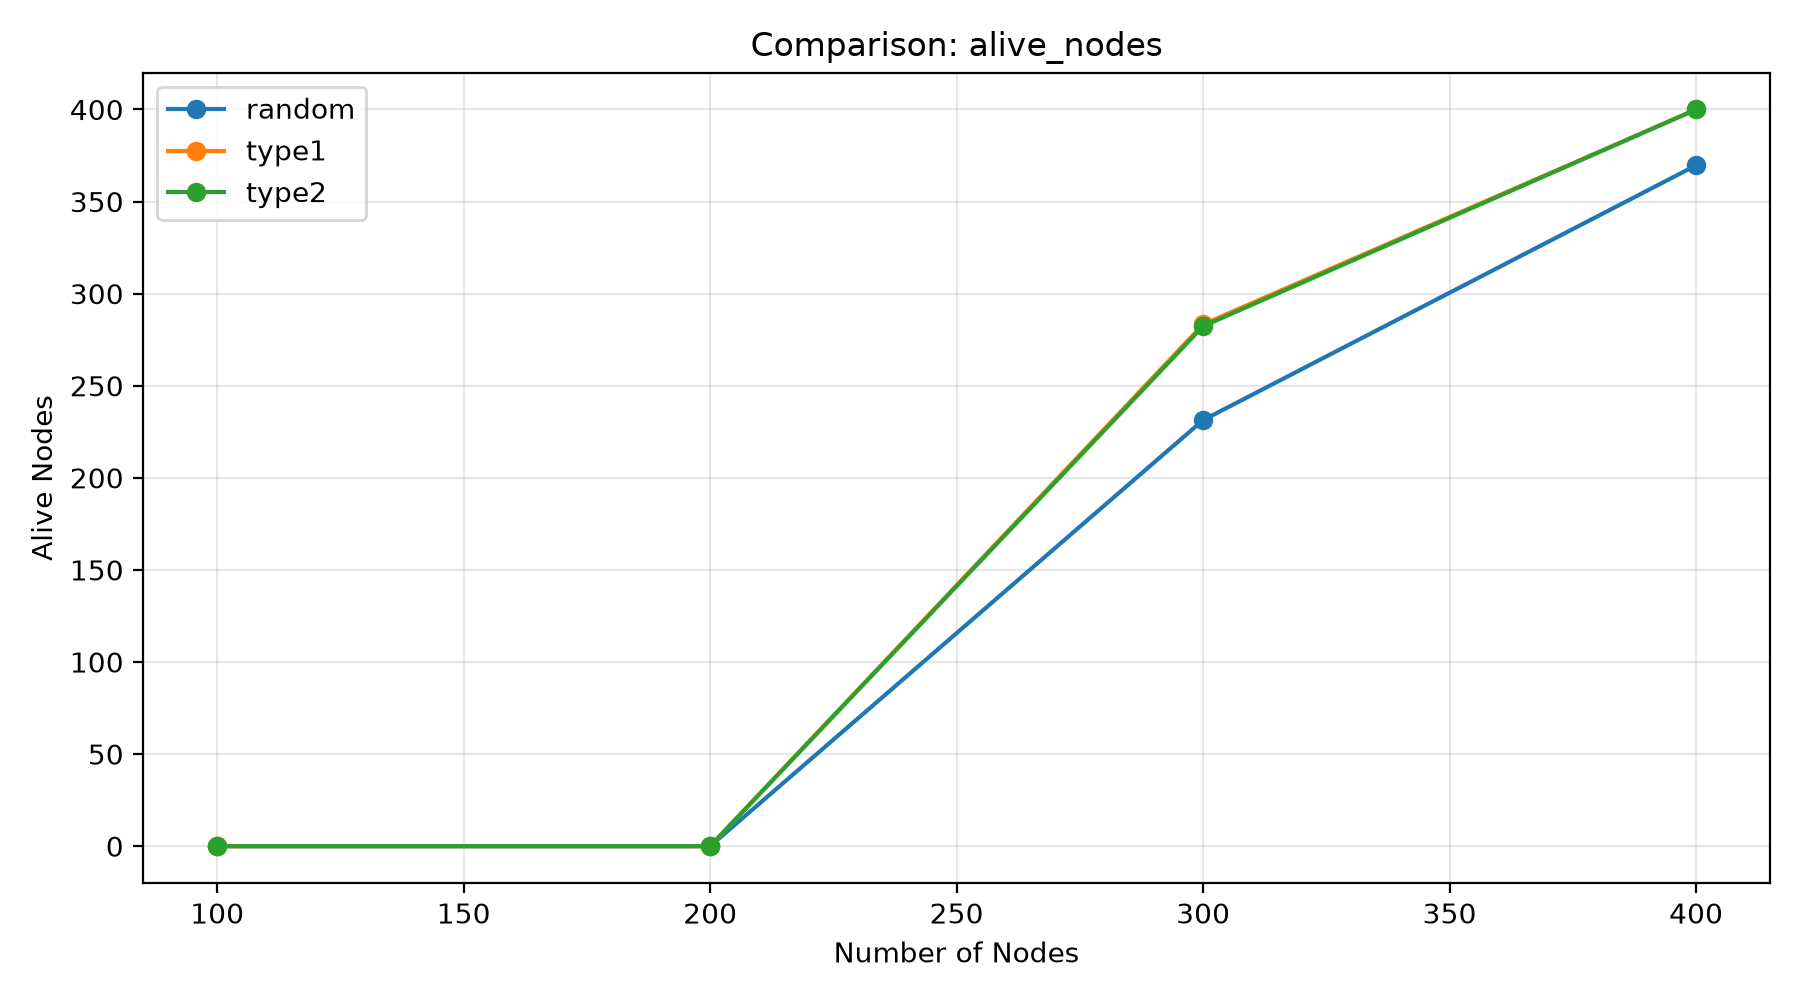 Comparison: alive_nodes
random
type1
type2
400
350
300
250
200
150
100
50
0
Alive Nodes
100 150 200 250 300 350 400
Number of Nodes